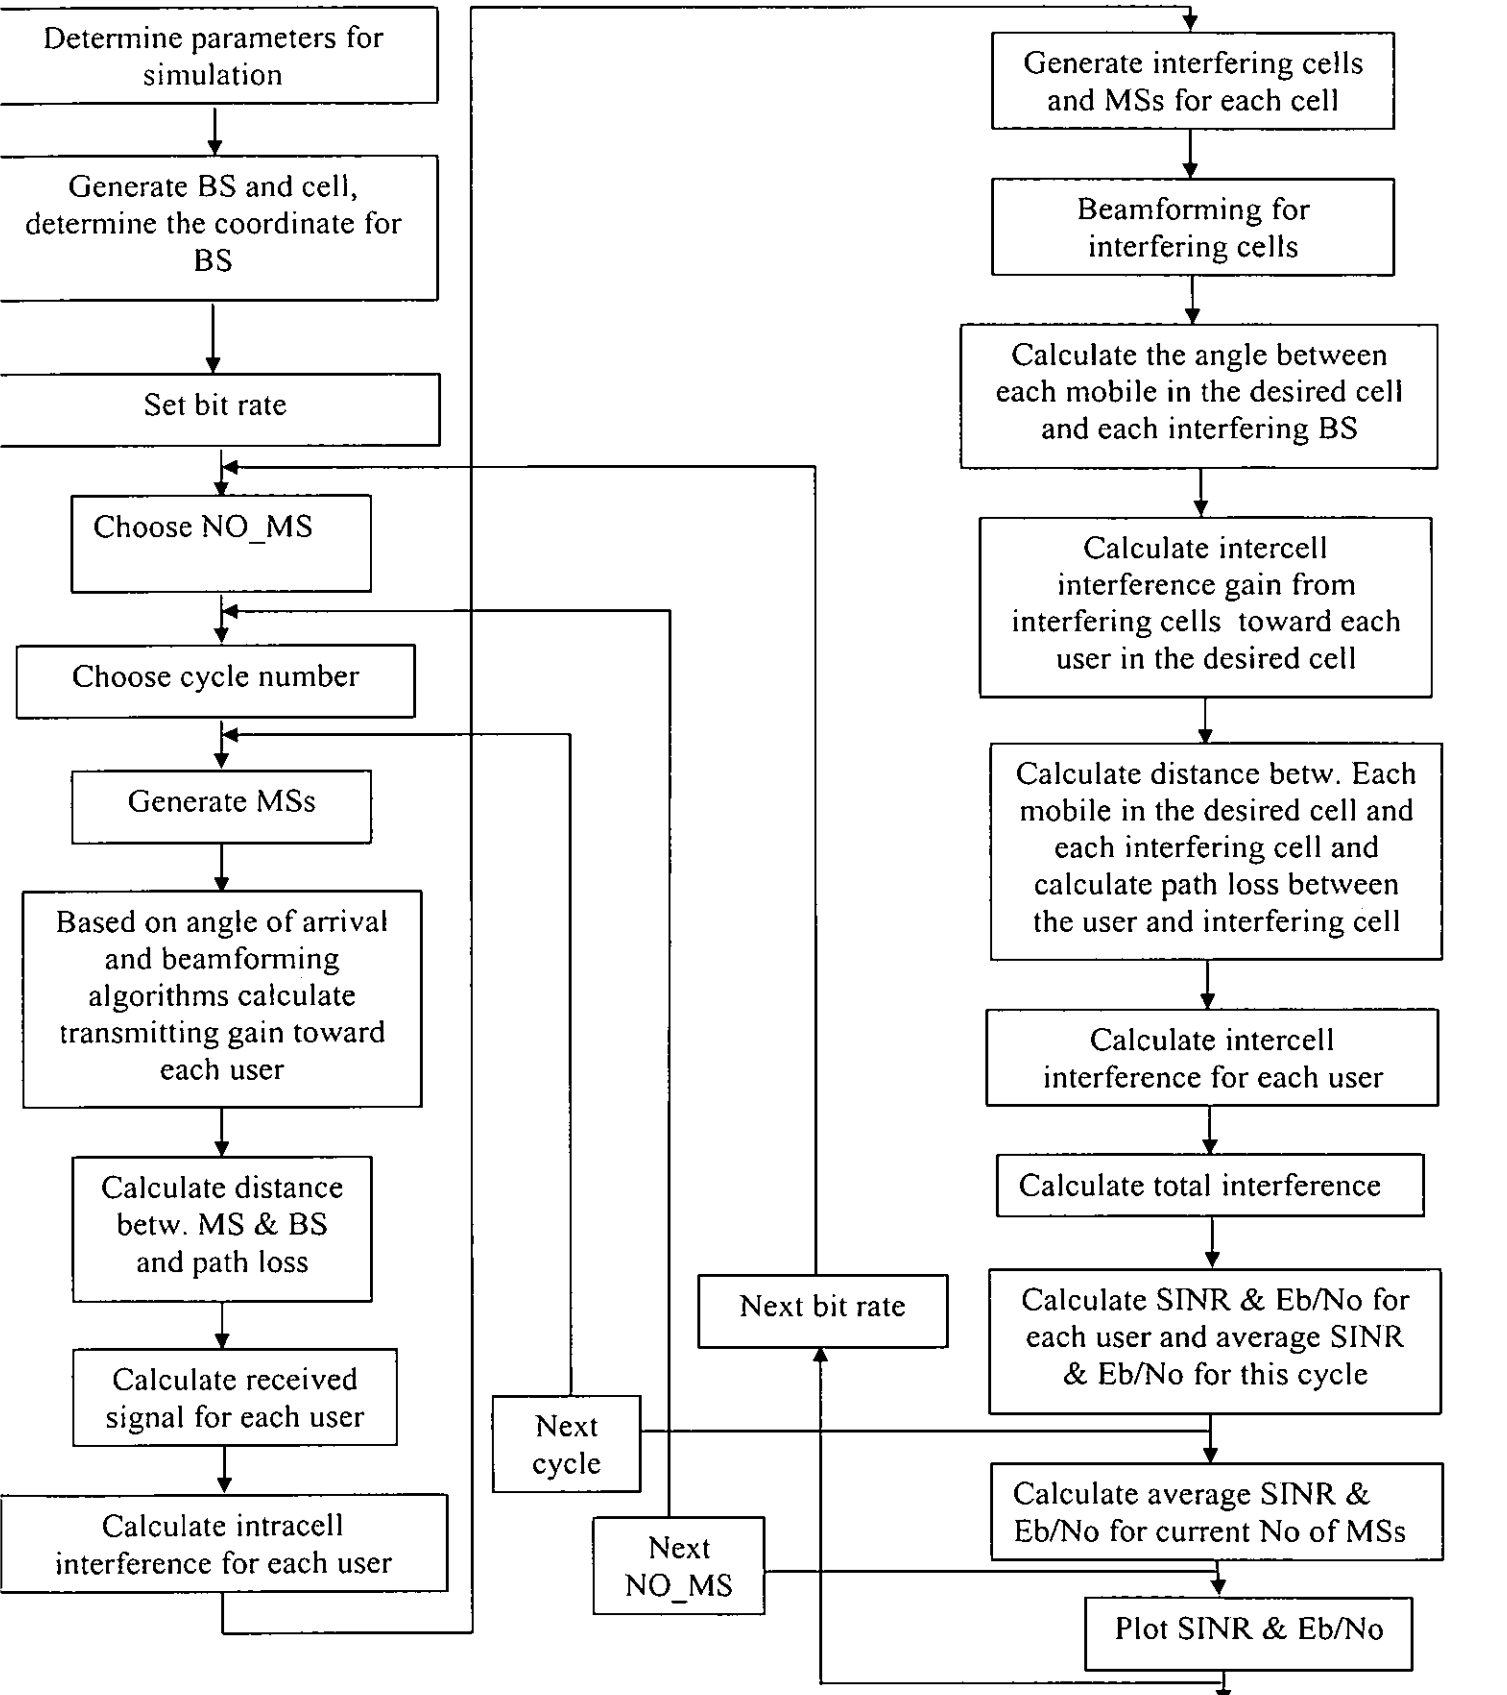 Determine parameters for
simulation
Generate BS and cell,
determine the coordinate for
BS
Set bit rate
Choose NO_MS
Choose cycle number
Generate MSs
Based on angle of arrival
and beamforming
algorithms calculate
transmitting gain toward
each user
Calculate distance
betw. MS & BS
and path loss
Calculate received
signal for each user
Calculate intracell
interference for each user
Next
cycle
Next
NO_MS
Next bit rate
Generate interfering cells
and MSs for each cell
Beamforming for
interfering cells
Calculate the angle between
each mobile in the desired cell
and each interfering BS
Calculate intercell
interference gain from
interfering cells toward each
user in the desired cell
Calculate distance betw. Each
mobile in the desired cell and
each interfering cell and
calculate path loss between
the user and interfering cell
Calculate intercell
interference for each user
Calculate total interference
Calculate SINR & Eb/No for
each user and average SINR
& Eb/No for this cycle
Calculate average SINR &
Eb/No for current No of MSs
Plot SINR & Eb/No